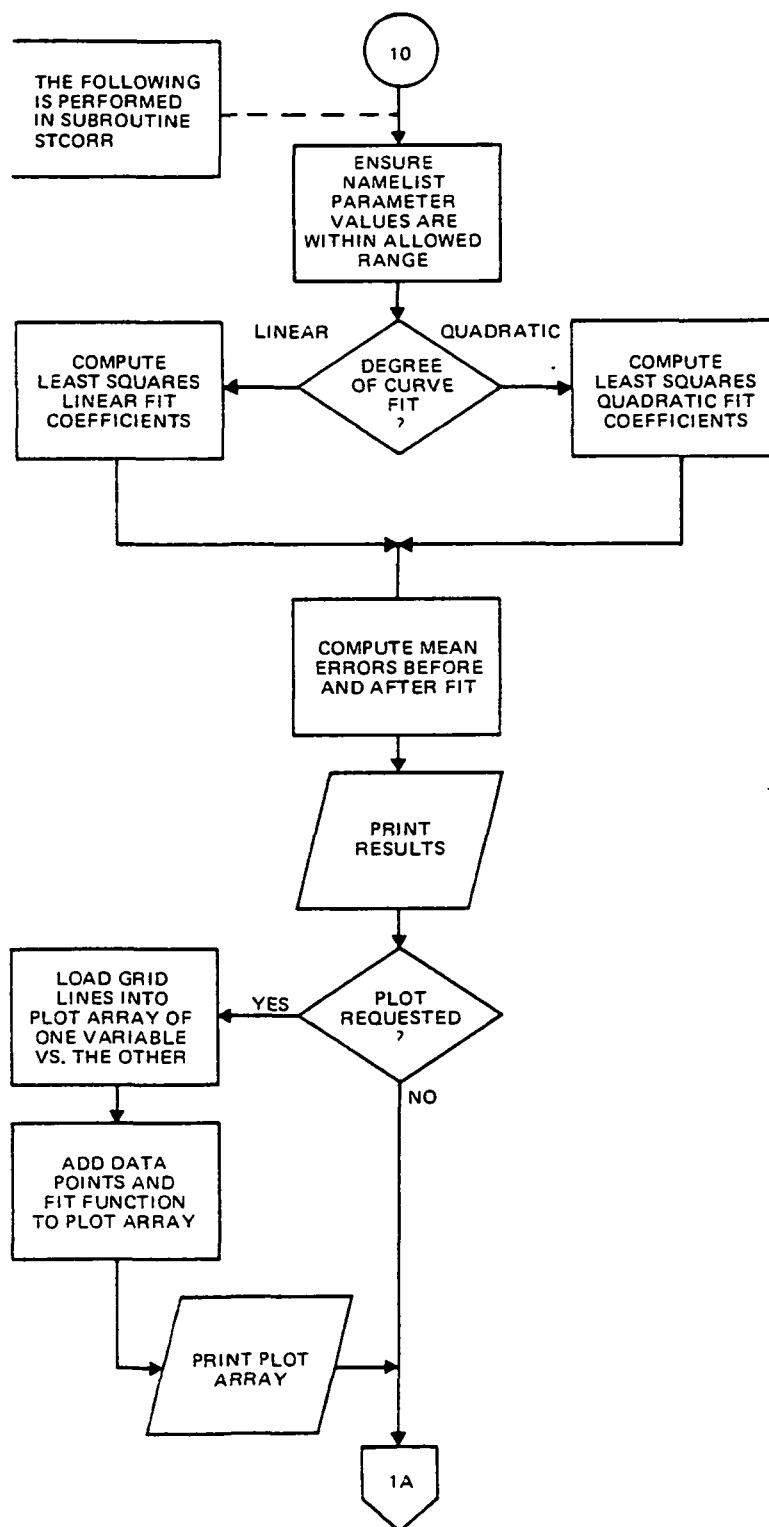 10
THE FOLLOWING
IS PERFORMED
IN SUBROUTINE
STCORR
ENSURE
NAMELIST
PARAMETER
VALUES ARE
WITHIN ALLOWED
RANGE
LINEAR
QUADRATIC
COMPUTE
LEAST SQUARES
LINEAR FIT
COEFFICIENTS
DEGREE
OF CURVE
FIT
?
COMPUTE
LEAST SQUARES
QUADRATIC FIT
COEFFICIENTS
COMPUTE MEAN
ERRORS BEFORE
AND AFTER FIT
PRINT
RESULTS
LOAD GRID
LINES INTO
PLOT ARRAY OF
ONE VARIABLE
VS. THE OTHER
YES
PLOT
REQUESTED
?
NO
ADD DATA
POINTS AND
FIT FUNCTION
TO PLOT ARRAY
PRINT PLOT
ARRAY
1A